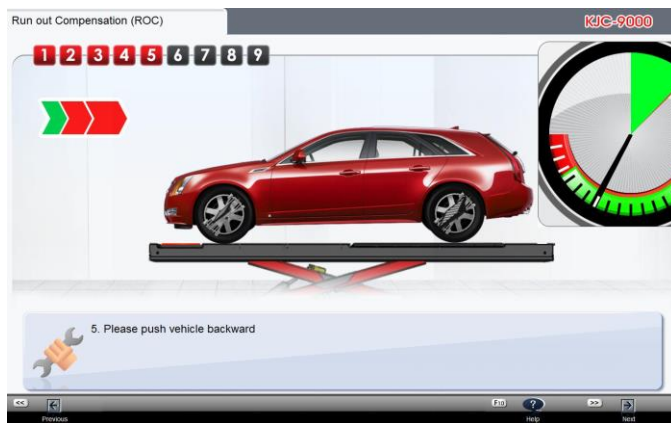 Run out Compensation (ROC)
KJC-9000
1 2 3 4 5 6 7 8 9
5. Please push vehicle backward
<< F10 >>
Previous Help Next